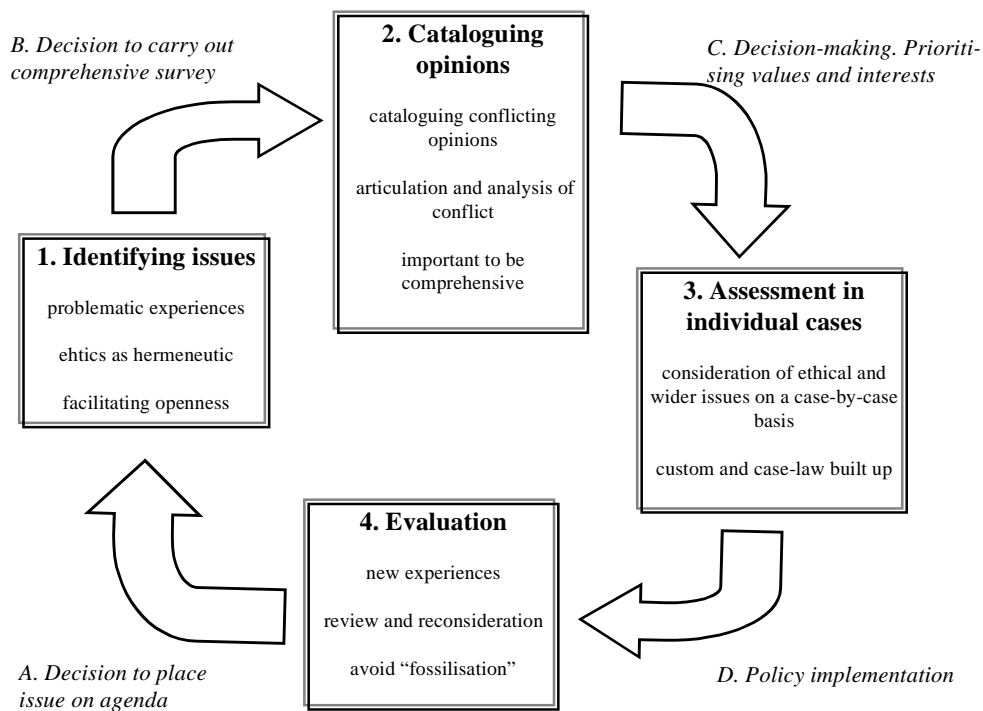 B. Decision to carry out
comprehensive survey
2. Cataloguing
opinions
cataloguing conflicting
opinions
articulation and analysis of
conflict
important to be
comprehensive
C. Decision-making. Prioriti-
sing values and interests
1. Identifying issues
problematic experiences
ehtics as hermeneutic
facilitating openness
3. Assessment in
individual cases
consideration of ethical and
wider issues on a case-by-case
basis
custom and case-law built up
4. Evaluation
new experiences
review and reconsideration
avoid “fossilisation”
A. Decision to place
issue on agenda
D. Policy implementation